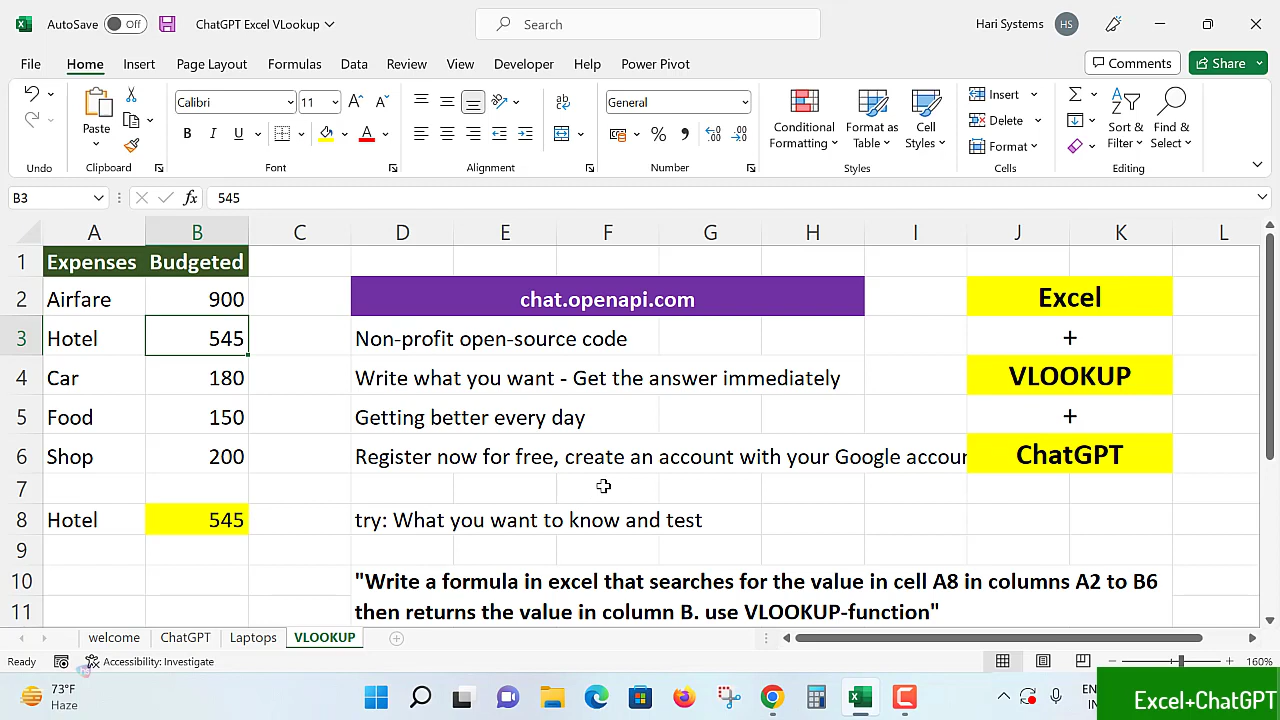 AutoSave Off ChatGPT Excel VLookup Search Hari Systems HS
File Home Insert Page Layout Formulas Data Review View Developer Help Power Pivot Comments Share
Calibri 11 General Insert
Paste B I U Conditional Formatting Format as Table Cell Styles Delete Sort & Filter Find & Select
Format
Undo Clipboard Font Alignment Number Styles Cells Editing
B3 fx 545
A B C D E F G H I J K L
1 Expenses Budgeted
2 Airfare 900 chat.openapi.com Excel
3 Hotel 545 Non-profit open-source code +
4 Car 180 Write what you want - Get the answer immediately VLOOKUP
5 Food 150 Getting better every day +
6 Shop 200 Register now for free, create an account with your Google accour ChatGPT
7
8 Hotel 545 try: What you want to know and test
9
10 "Write a formula in excel that searches for the value in cell A8 in columns A2 to B6
11 then returns the value in column B. use VLOOKUP-function"
welcome ChatGPT Laptops VLOOKUP
Ready Accessibility: Investigate 160%
73°F
Haze
EN
IN
Excel+ChatGPT